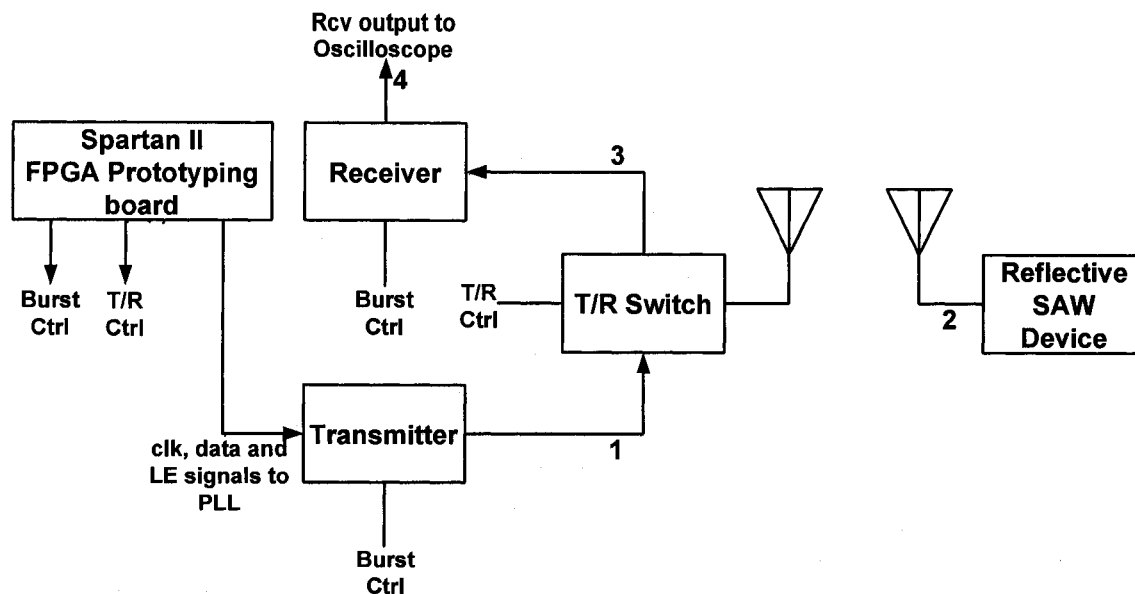 Rcv output to
Oscilloscope
4
Spartan II
FPGA Prototyping
board
Receiver
3
Burst
Ctrl
T/R
Ctrl
Burst
Ctrl
T/R
Ctrl
T/R Switch
2
Reflective
SAW
Device
Transmitter
1
clk, data and
LE signals to
PLL
Burst
Ctrl